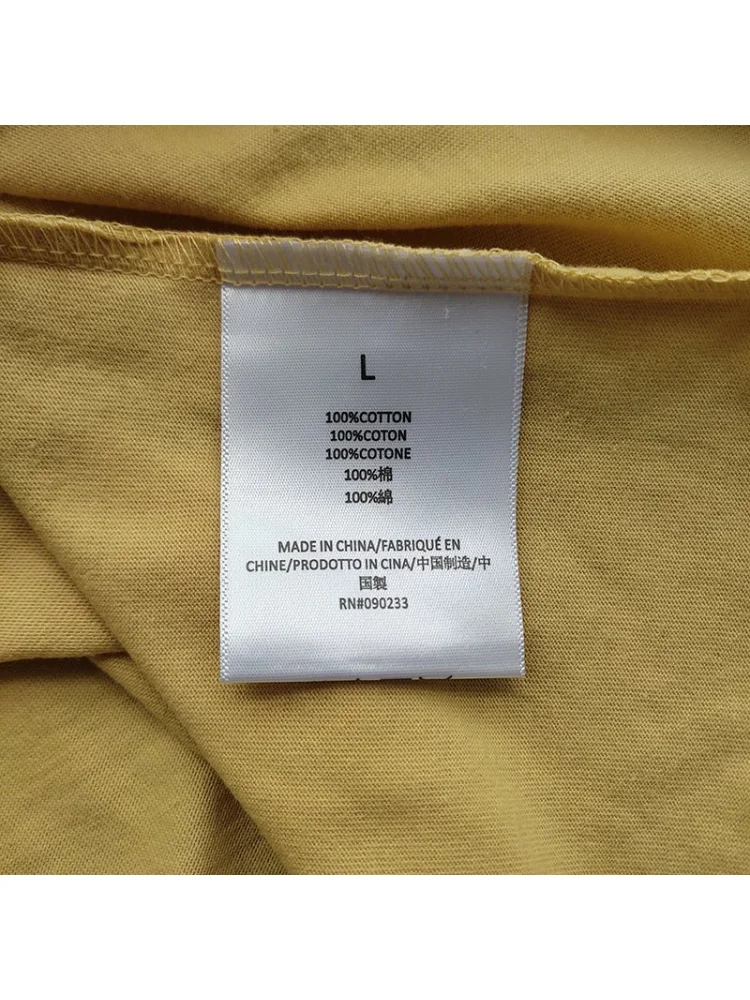 L
100%COTTON
100%COTON
100%COTONE
100%棉
100%綿
MADE IN CHINA/FABRIQUÉ EN
CHINE/PRODOTTO IN CINA/中国制造/中
国製
RN#090233